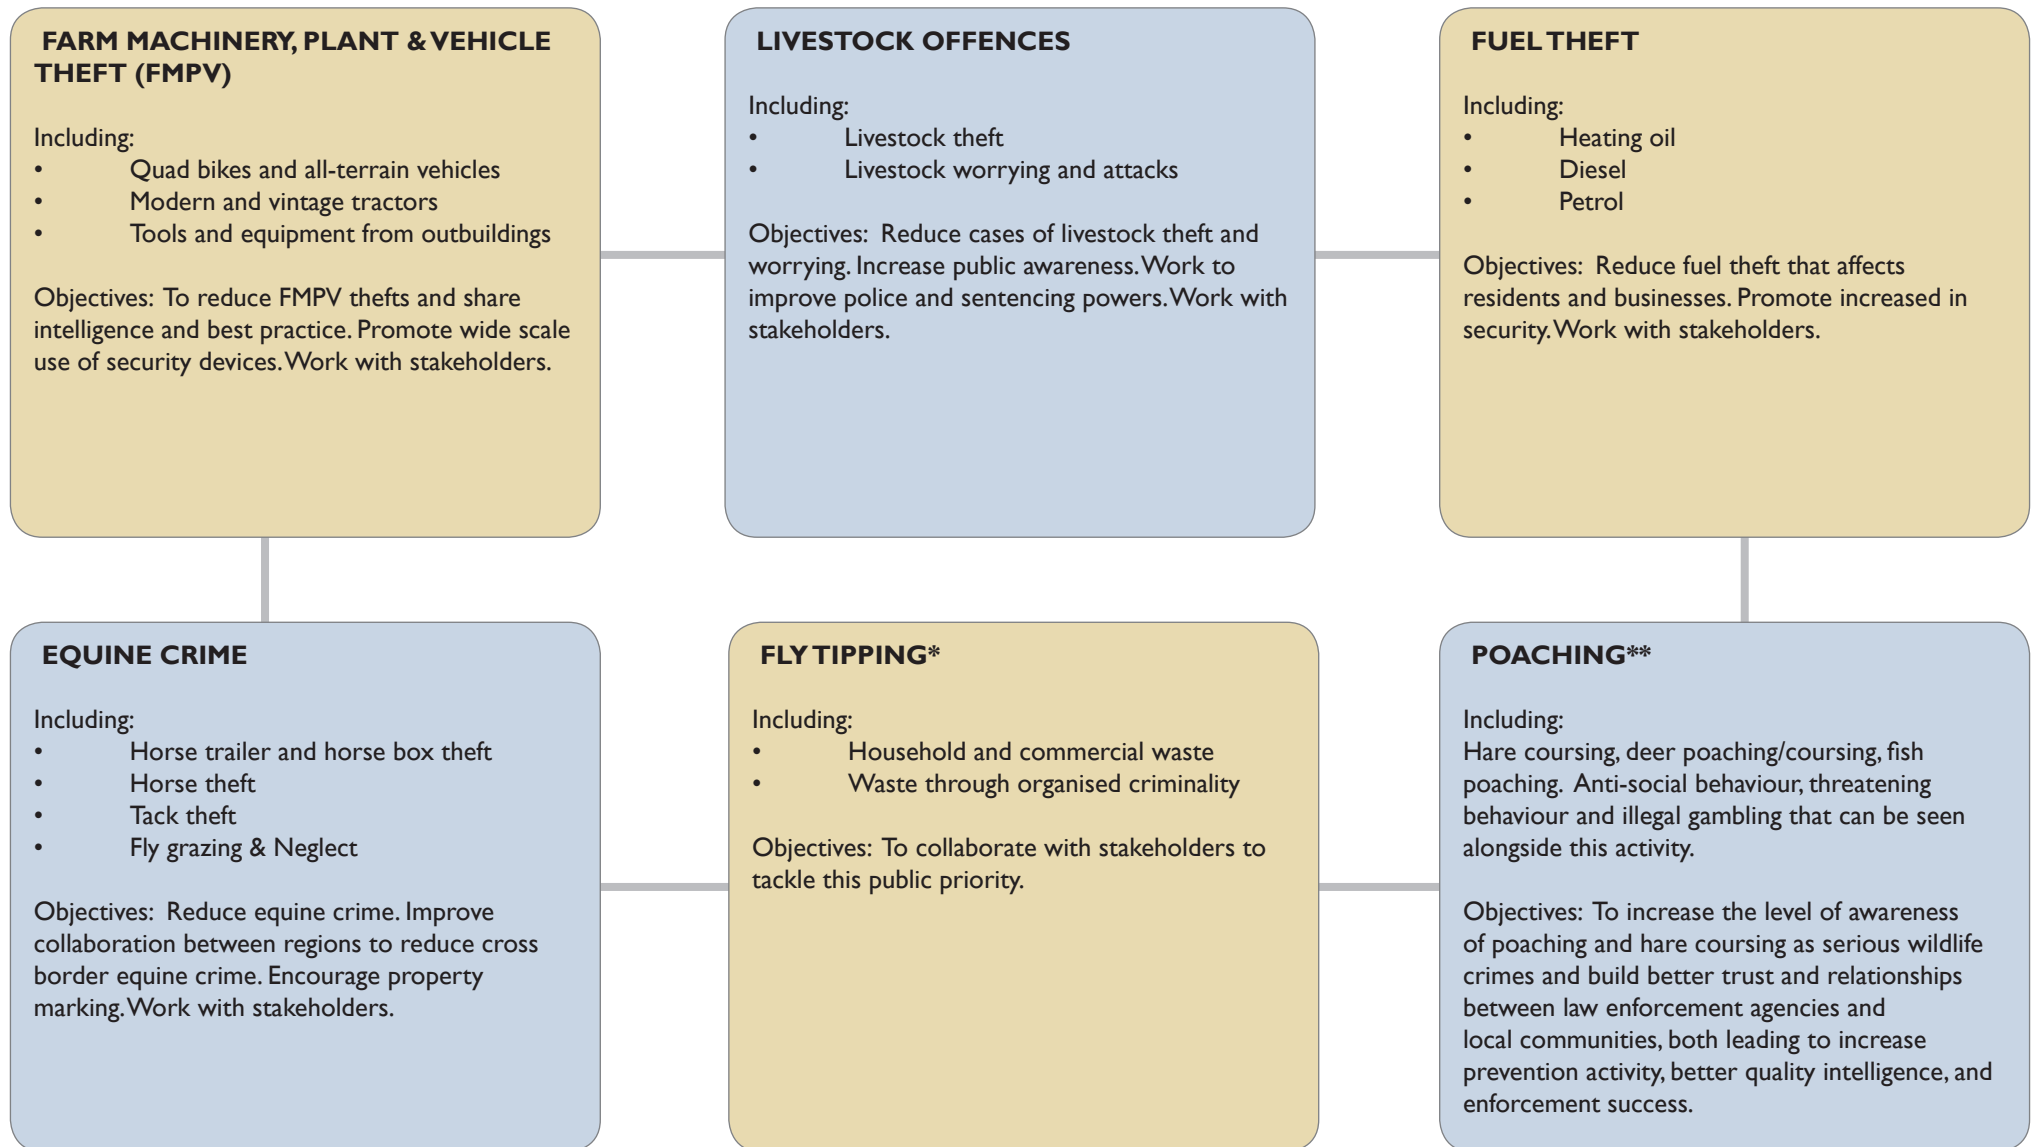 FARM MACHINERY, PLANT & VEHICLE
THEFT (FMPV)
Including:
• Quad bikes and all-terrain vehicles
• Modern and vintage tractors
• Tools and equipment from outbuildings
Objectives: To reduce FMPV thefts and share
intelligence and best practice. Promote wide scale
use of security devices. Work with stakeholders.
LIVESTOCK OFFENCES
Including:
• Livestock theft
• Livestock worrying and attacks
Objectives: Reduce cases of livestock theft and
worrying. Increase public awareness. Work to
improve police and sentencing powers. Work with
stakeholders.
FUEL THEFT
Including:
• Heating oil
• Diesel
• Petrol
Objectives: Reduce fuel theft that affects
residents and businesses. Promote increased in
security. Work with stakeholders.
EQUINE CRIME
Including:
• Horse trailer and horse box theft
• Horse theft
• Tack theft
• Fly grazing & Neglect
Objectives: Reduce equine crime. Improve
collaboration between regions to reduce cross
border equine crime. Encourage property
marking. Work with stakeholders.
FLY TIPPING*
Including:
• Household and commercial waste
• Waste through organised criminality
Objectives: To collaborate with stakeholders to
tackle this public priority.
POACHING**
Including:
Hare coursing, deer poaching/coursing, fish
poaching. Anti-social behaviour, threatening
behaviour and illegal gambling that can be seen
alongside this activity.
Objectives: To increase the level of awareness
of poaching and hare coursing as serious wildlife
crimes and build better trust and relationships
between law enforcement agencies and
local communities, both leading to increase
prevention activity, better quality intelligence, and
enforcement success.